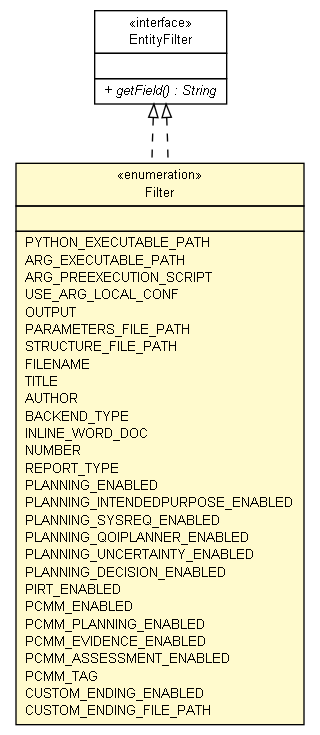 «interface»
EntityFilter
+ getField() : String
«enumeration»
Filter
PYTHON_EXECUTABLE_PATH
ARG_EXECUTABLE_PATH
ARG_PREEXECUTION_SCRIPT
USE_ARG_LOCAL_CONF
OUTPUT
PARAMETERS_FILE_PATH
STRUCTURE_FILE_PATH
FILENAME
TITLE
AUTHOR
BACKEND_TYPE
INLINE_WORD_DOC
NUMBER
REPORT_TYPE
PLANNING_ENABLED
PLANNING_INTENDEDPURPOSE_ENABLED
PLANNING_SYSREQ_ENABLED
PLANNING_QOIPLANNER_ENABLED
PLANNING_UNCERTAINTY_ENABLED
PLANNING_DECISION_ENABLED
PIRT_ENABLED
PCMM_ENABLED
PCMM_PLANNING_ENABLED
PCMM_EVIDENCE_ENABLED
PCMM_ASSESSMENT_ENABLED
PCMM_TAG
CUSTOM_ENDING_ENABLED
CUSTOM_ENDING_FILE_PATH